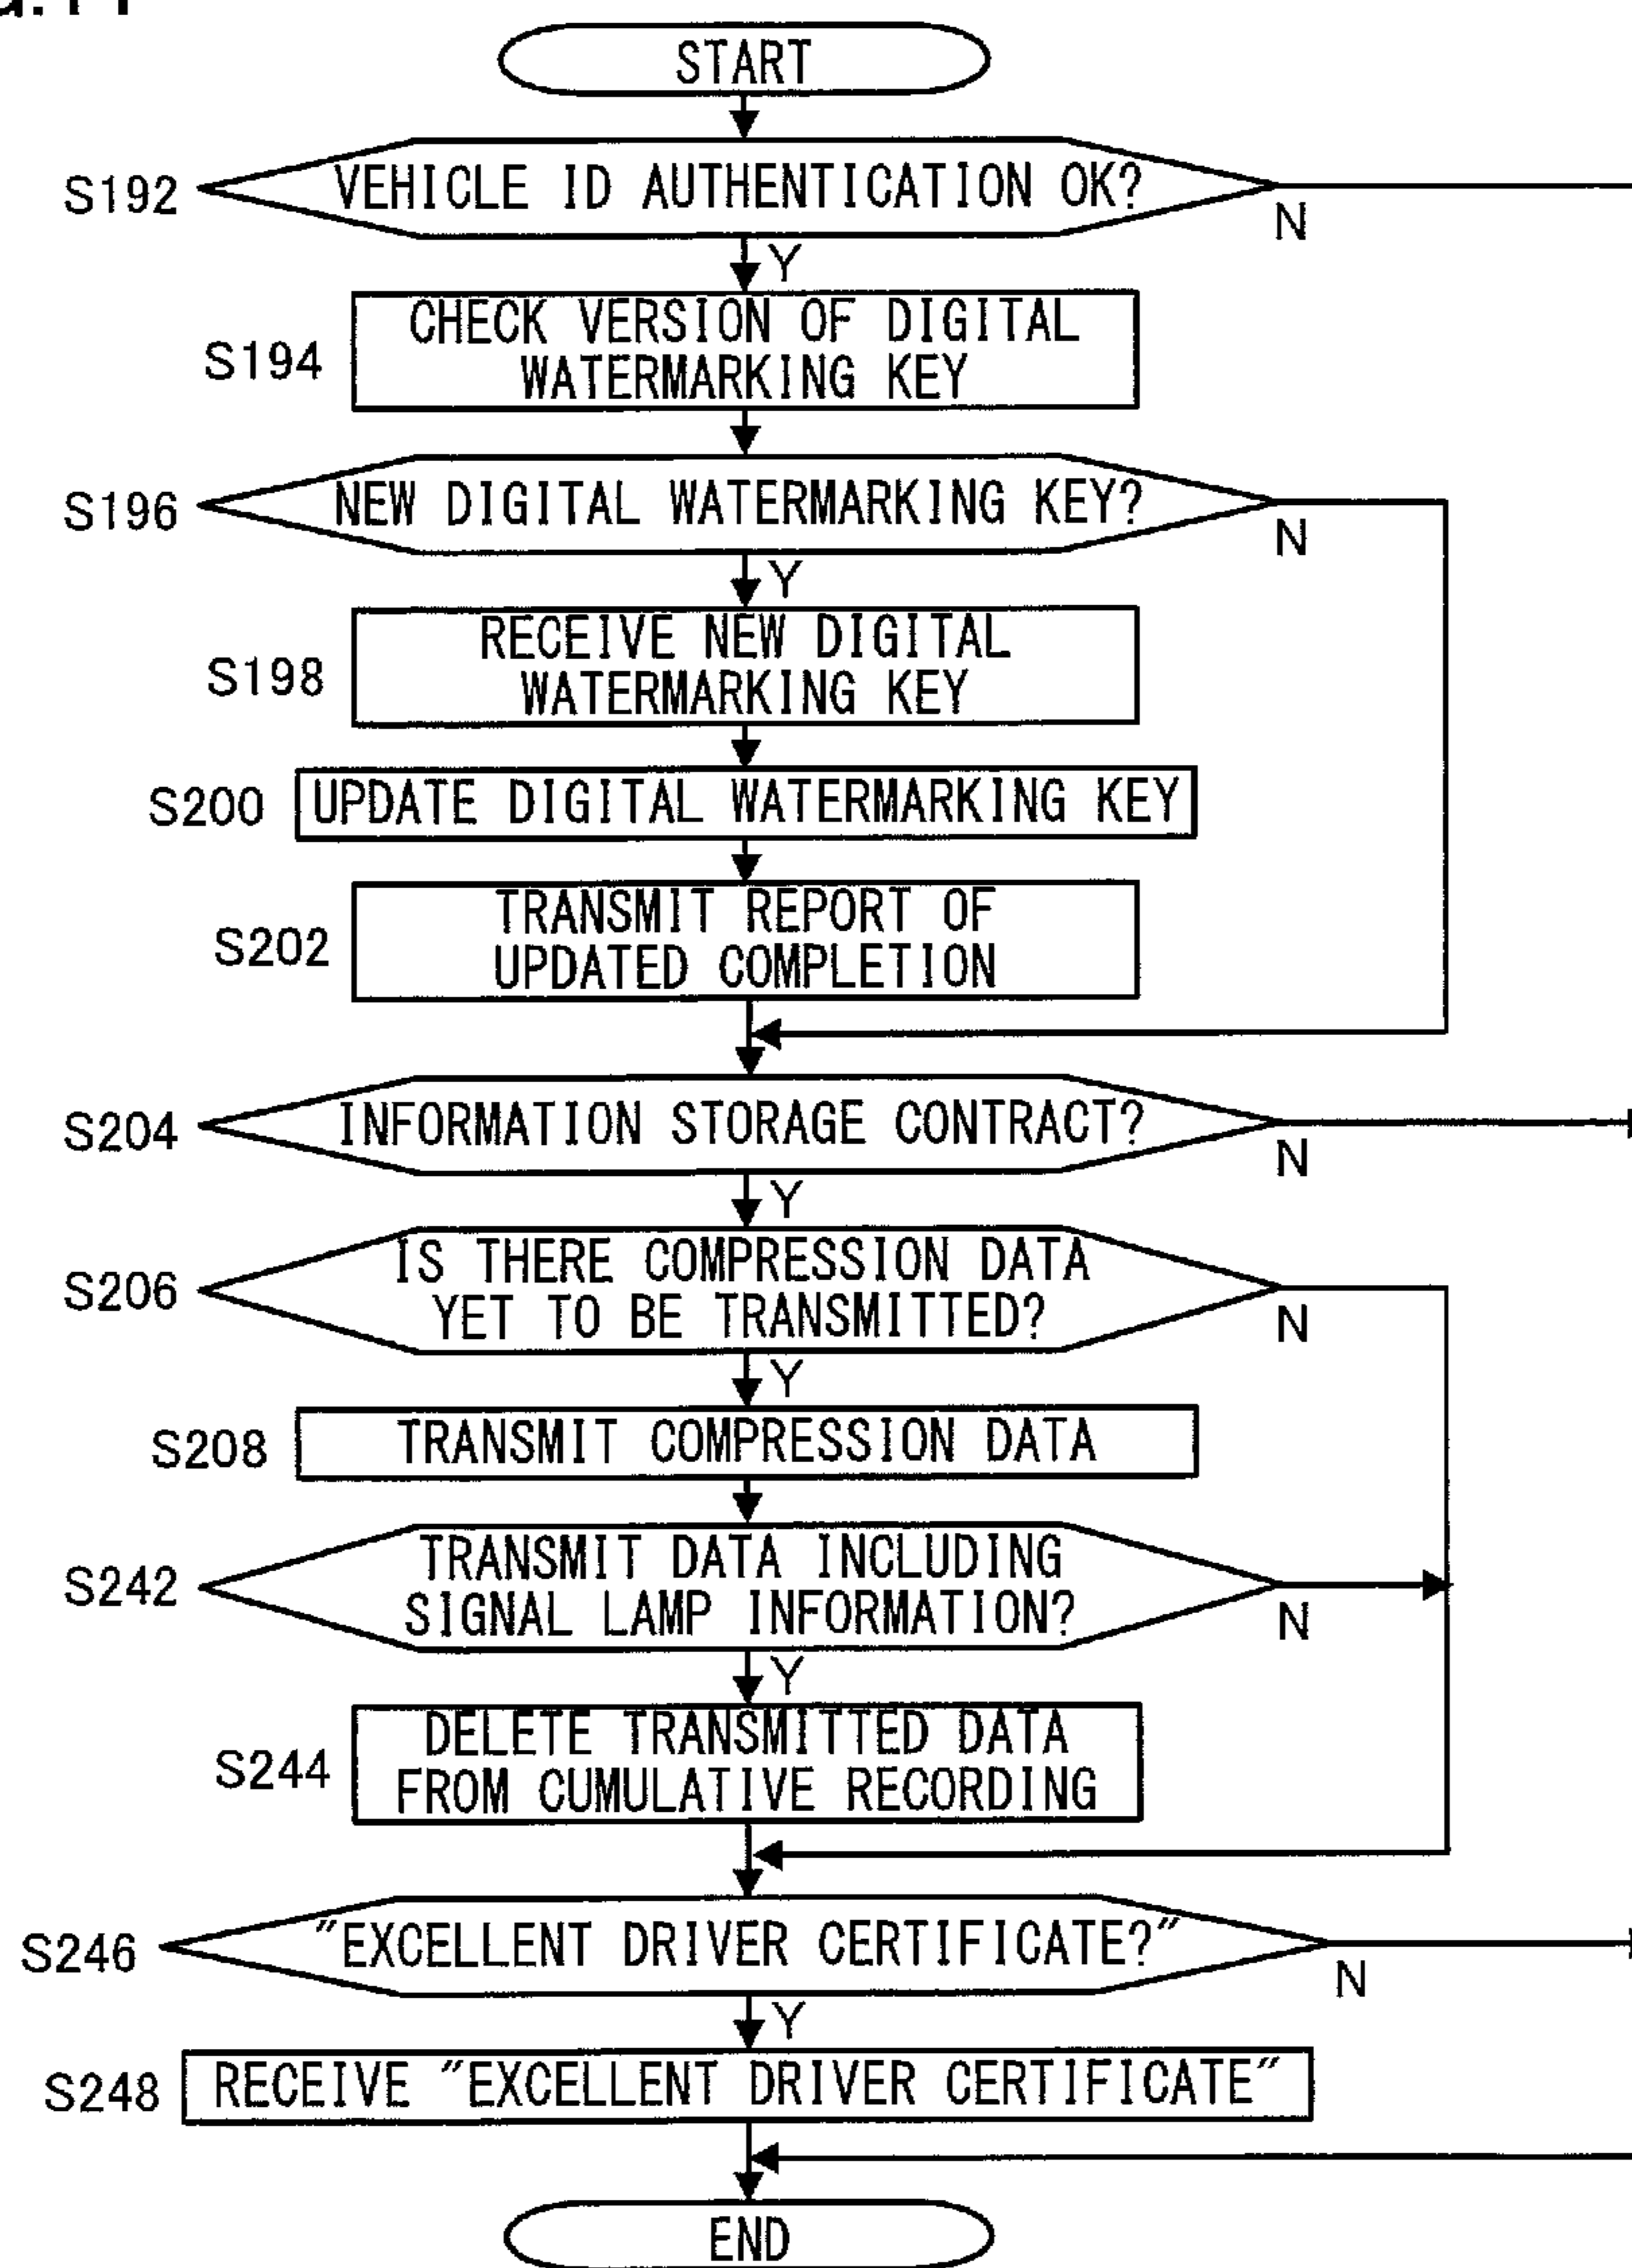 START
S192
VEHICLE ID AUTHENTICATION OK?
N
Y
S194
CHECK VERSION OF DIGITAL
WATERMARKING KEY
S196
NEW DIGITAL WATERMARKING KEY?
N
Y
S198
RECEIVE NEW DIGITAL
WATERMARKING KEY
S200
UPDATE DIGITAL WATERMARKING KEY
S202
TRANSMIT REPORT OF
UPDATED COMPLETION
S204
INFORMATION STORAGE CONTRACT?
N
Y
S206
IS THERE COMPRESSION DATA
YET TO BE TRANSMITTED?
N
Y
S208
TRANSMIT COMPRESSION DATA
S242
TRANSMIT DATA INCLUDING
SIGNAL LAMP INFORMATION?
N
Y
S244
DELETE TRANSMITTED DATA
FROM CUMULATIVE RECORDING
S246
"EXCELLENT DRIVER CERTIFICATE?"
N
Y
S248
RECEIVE "EXCELLENT DRIVER CERTIFICATE"
END